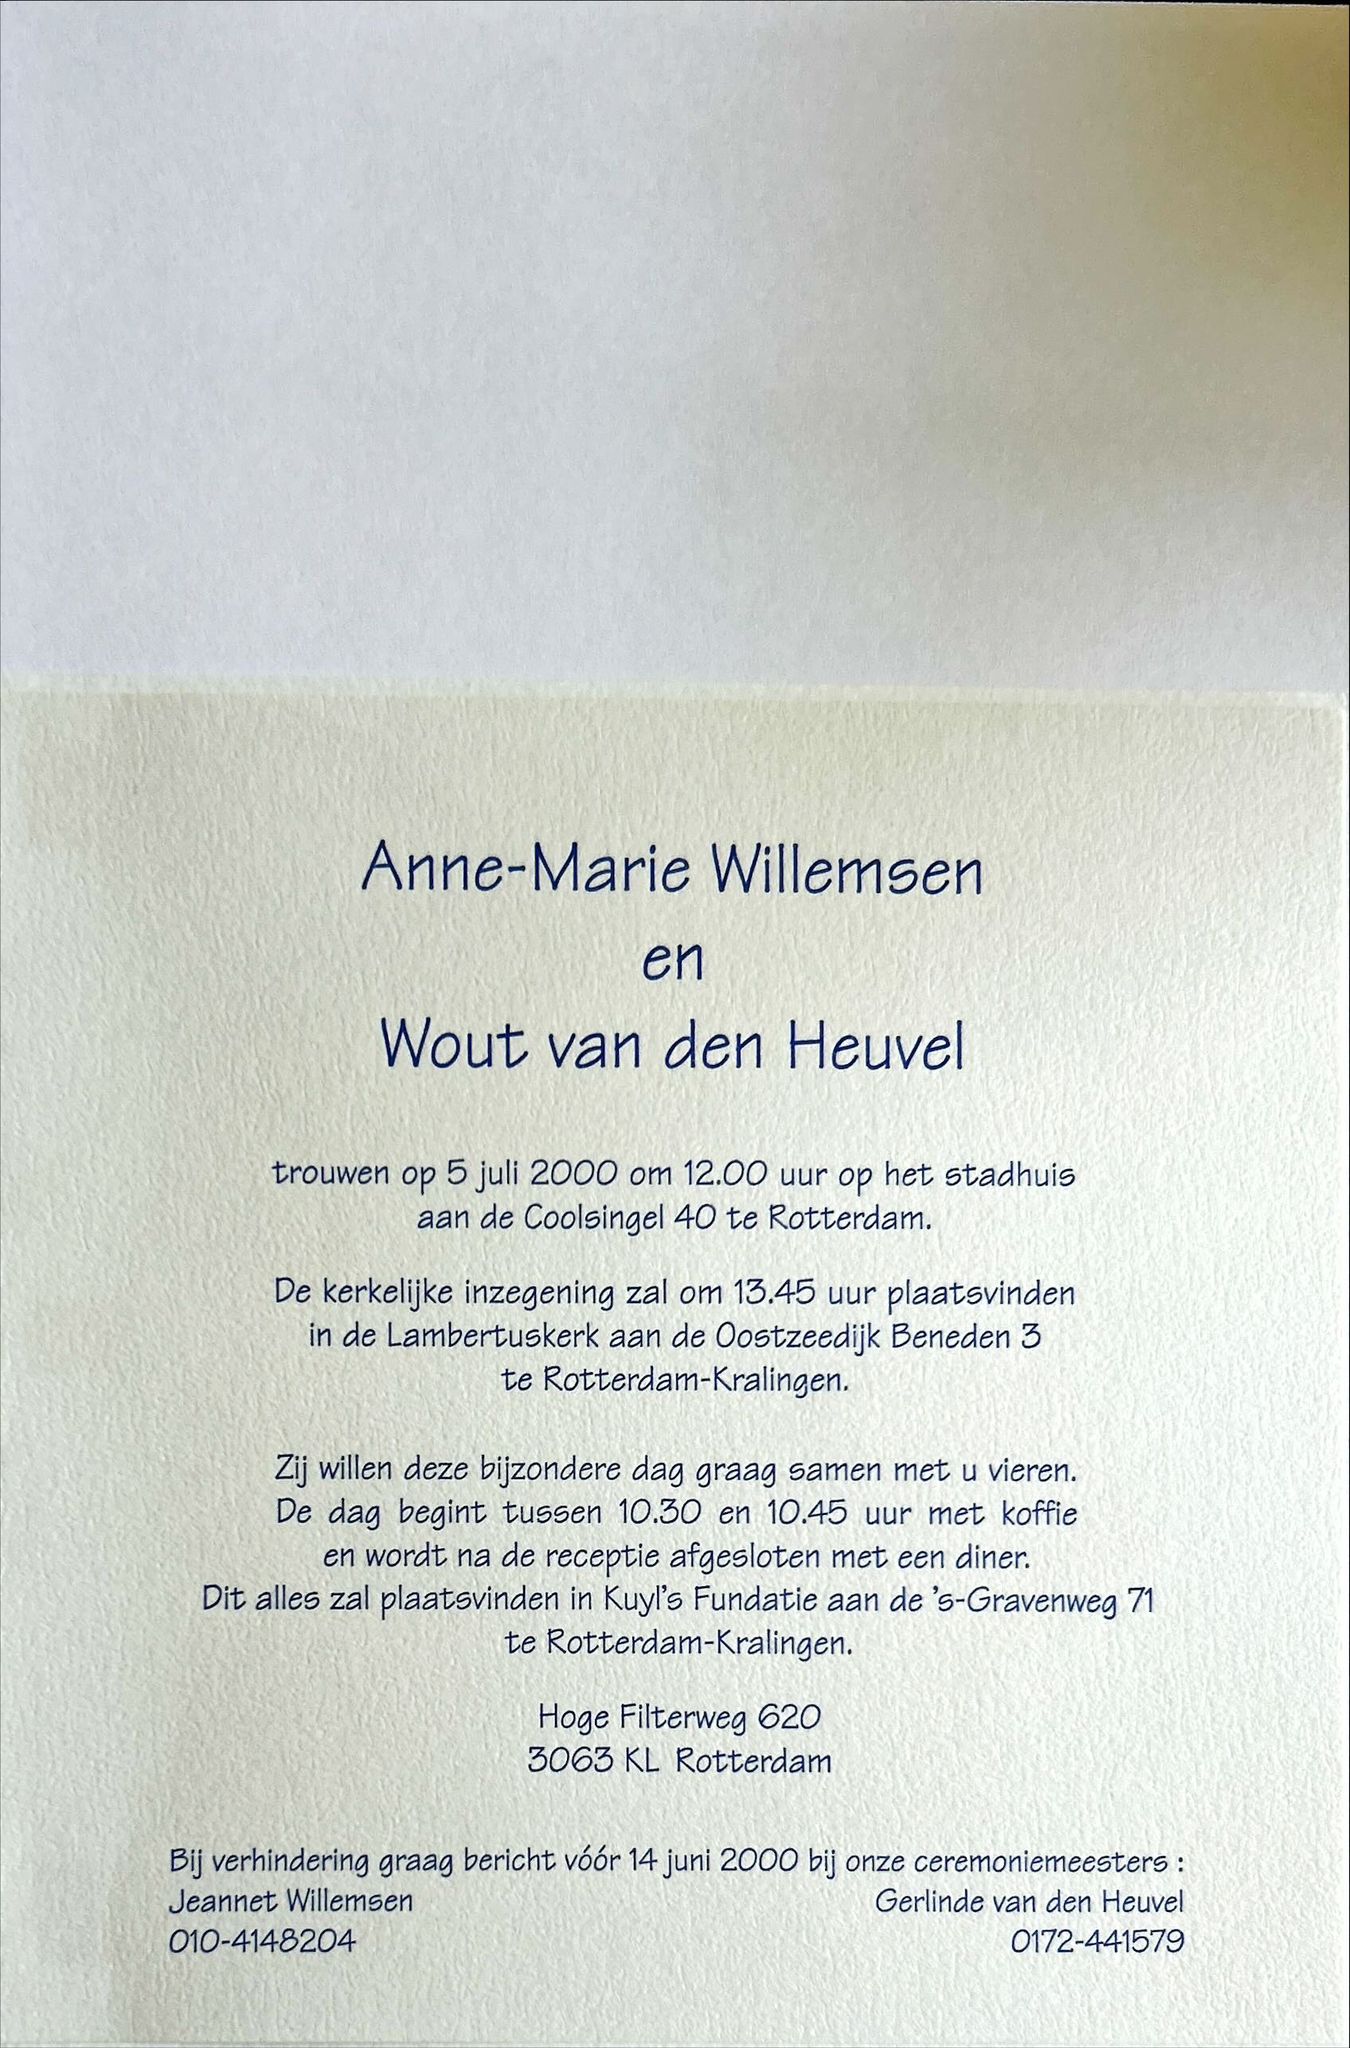 Anne-Marie Willemsen
en
Wout van den Heuvel
trouwen op 5 juli 2000 om 12.00 uur op het stadhuis
aan de Coolsingel 40 te Rotterdam.
De kerkelijke inzegening zal om 13.45 uur plaatsvinden
in de Lambertuskerk aan de Oostzeedijk Beneden 3
te Rotterdam-Kralingen.
Zij willen deze bijzondere dag graag samen met u vieren.
De dag begint tussen 10.30 en 10.45 uur met koffie
en wordt na de receptie afgesloten met een diner.
Dit alles zal plaatsvinden in Kuyl's Fundatie aan de 's-Gravenweg 71
te Rotterdam-Kralingen.
Hoge Filterweg 620
3063 KL Rotterdam
Bij verhindering graag bericht vóór 14 juni 2000 bij onze ceremoniemeesters :
Jeannet Willemsen Gerlinde van den Heuvel
010-4148204 0172-441579